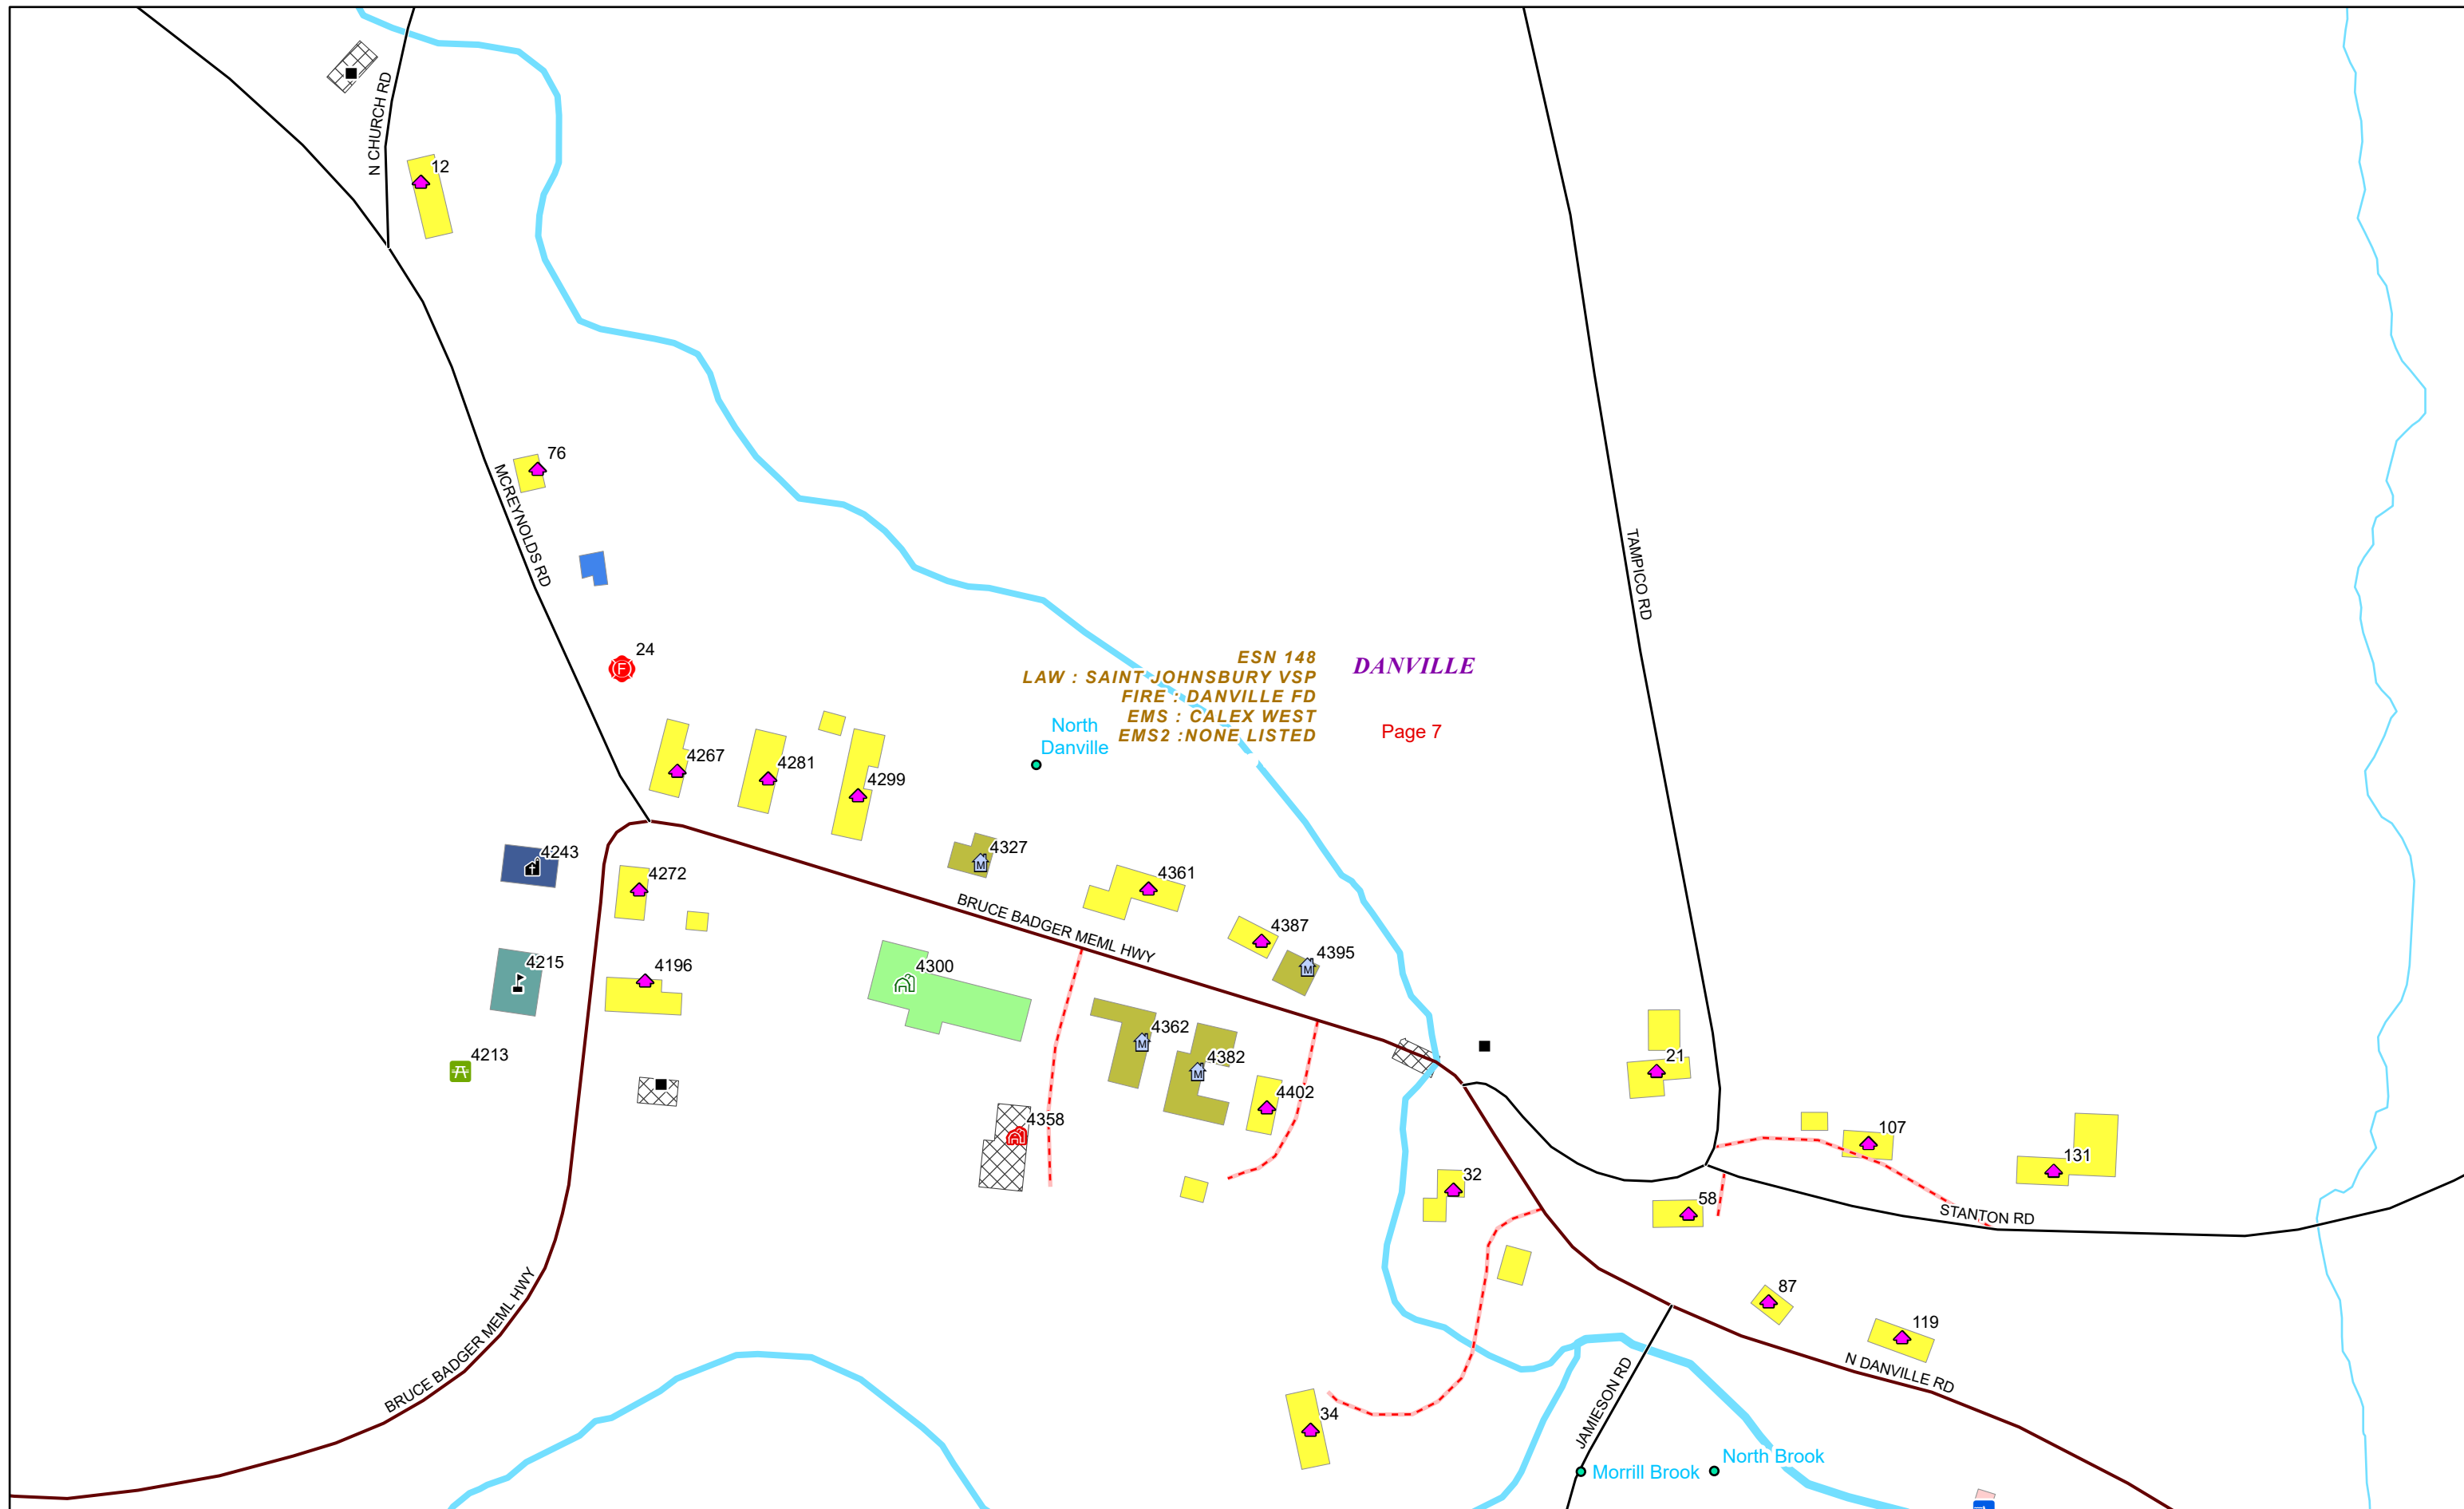 N CHURCH RD
12
76
MCREYNOLDS RD
TAMPICO RD
24
F
ESN 148
LAW : SAINT JOHNSBURY VSP
FIRE : DANVILLE FD
EMS : CALEX WEST
EMS2 :NONE LISTED
DANVILLE
Page 7
North
Danville
4267
4281
4299
4243
4272
4327
M
4361
BRUCE BADGER MEML HWY
4387
4395
M
4215
4196
4300
4213
4362
M
4382
M
4402
4358
21
107
131
32
58
STANTON RD
87
119
N DANVILLE RD
BRUCE BADGER MEML HWY
JAMIESON RD
34
Morrill Brook
North Brook